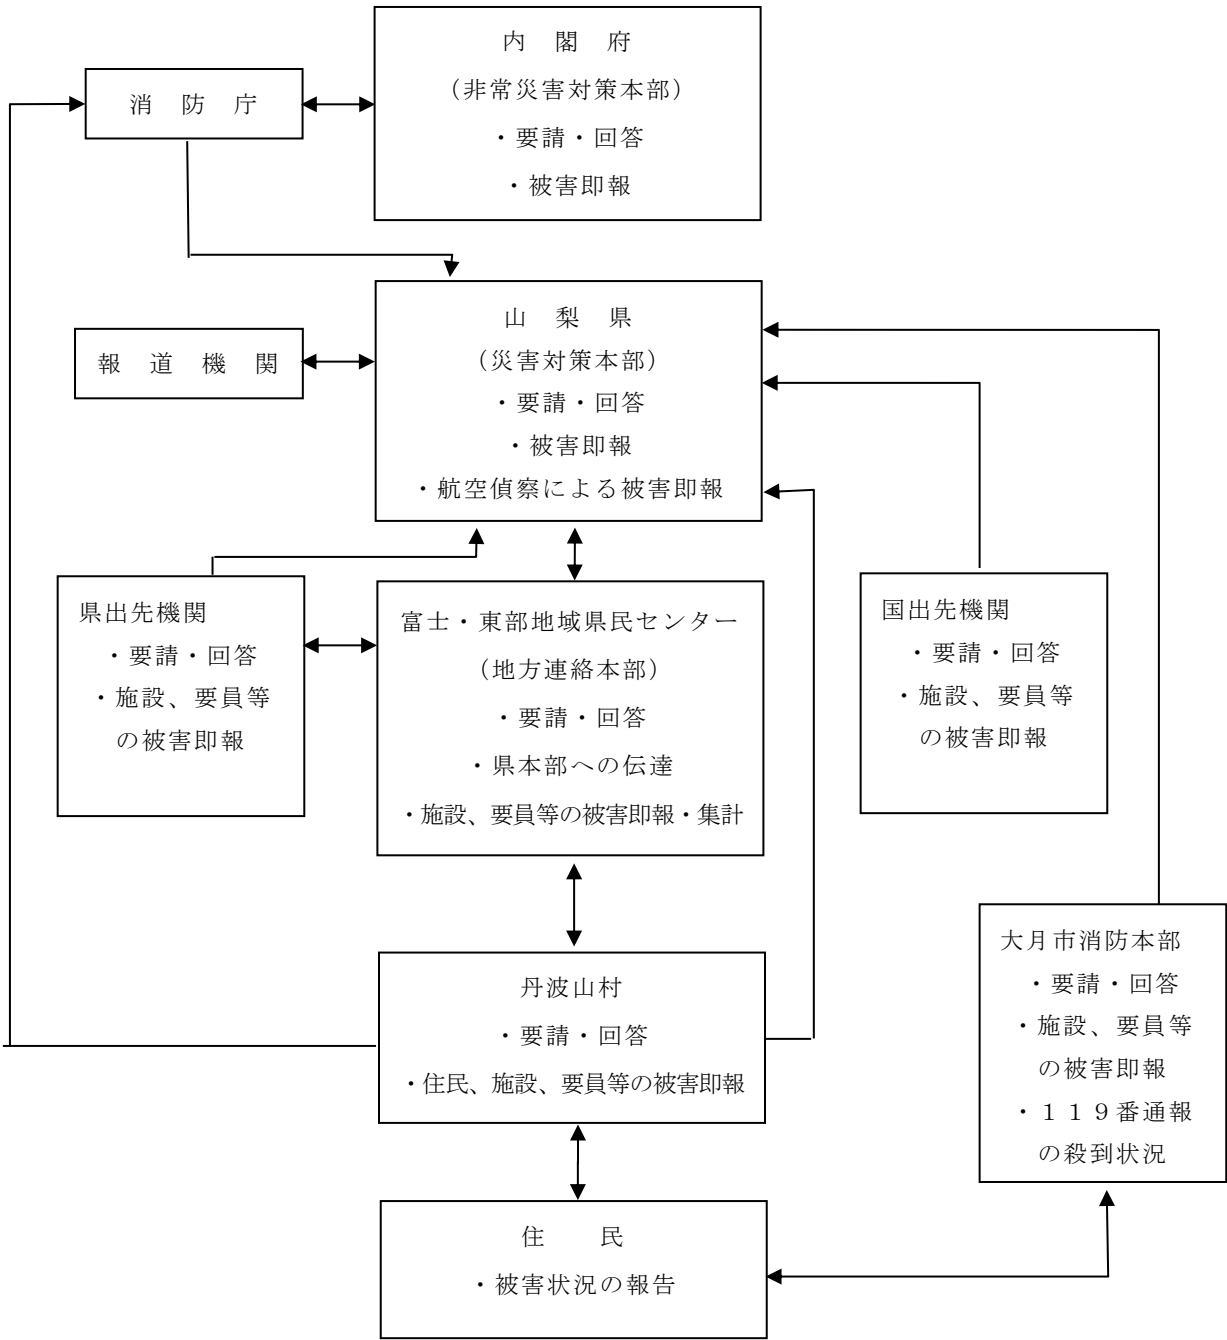 内　閣　府
（非常災害対策本部）
・要請・回答
・被害即報
消　防　庁
山　梨　県
（災害対策本部）
・要請・回答
・被害即報
・航空偵察による被害即報
報　道　機　関
県出先機関
・要請・回答
・施設、要員等
の被害即報
富士・東部地域県民センター
（地方連絡本部）
・要請・回答
・県本部への伝達
・施設、要員等の被害即報・集計
国出先機関
・要請・回答
・施設、要員等
の被害即報
丹波山村
・要請・回答
・住民、施設、要員等の被害即報
大月市消防本部
・要請・回答
・施設、要員等
の被害即報
・１１９番通報
の殺到状況
住　　民
・被害状況の報告